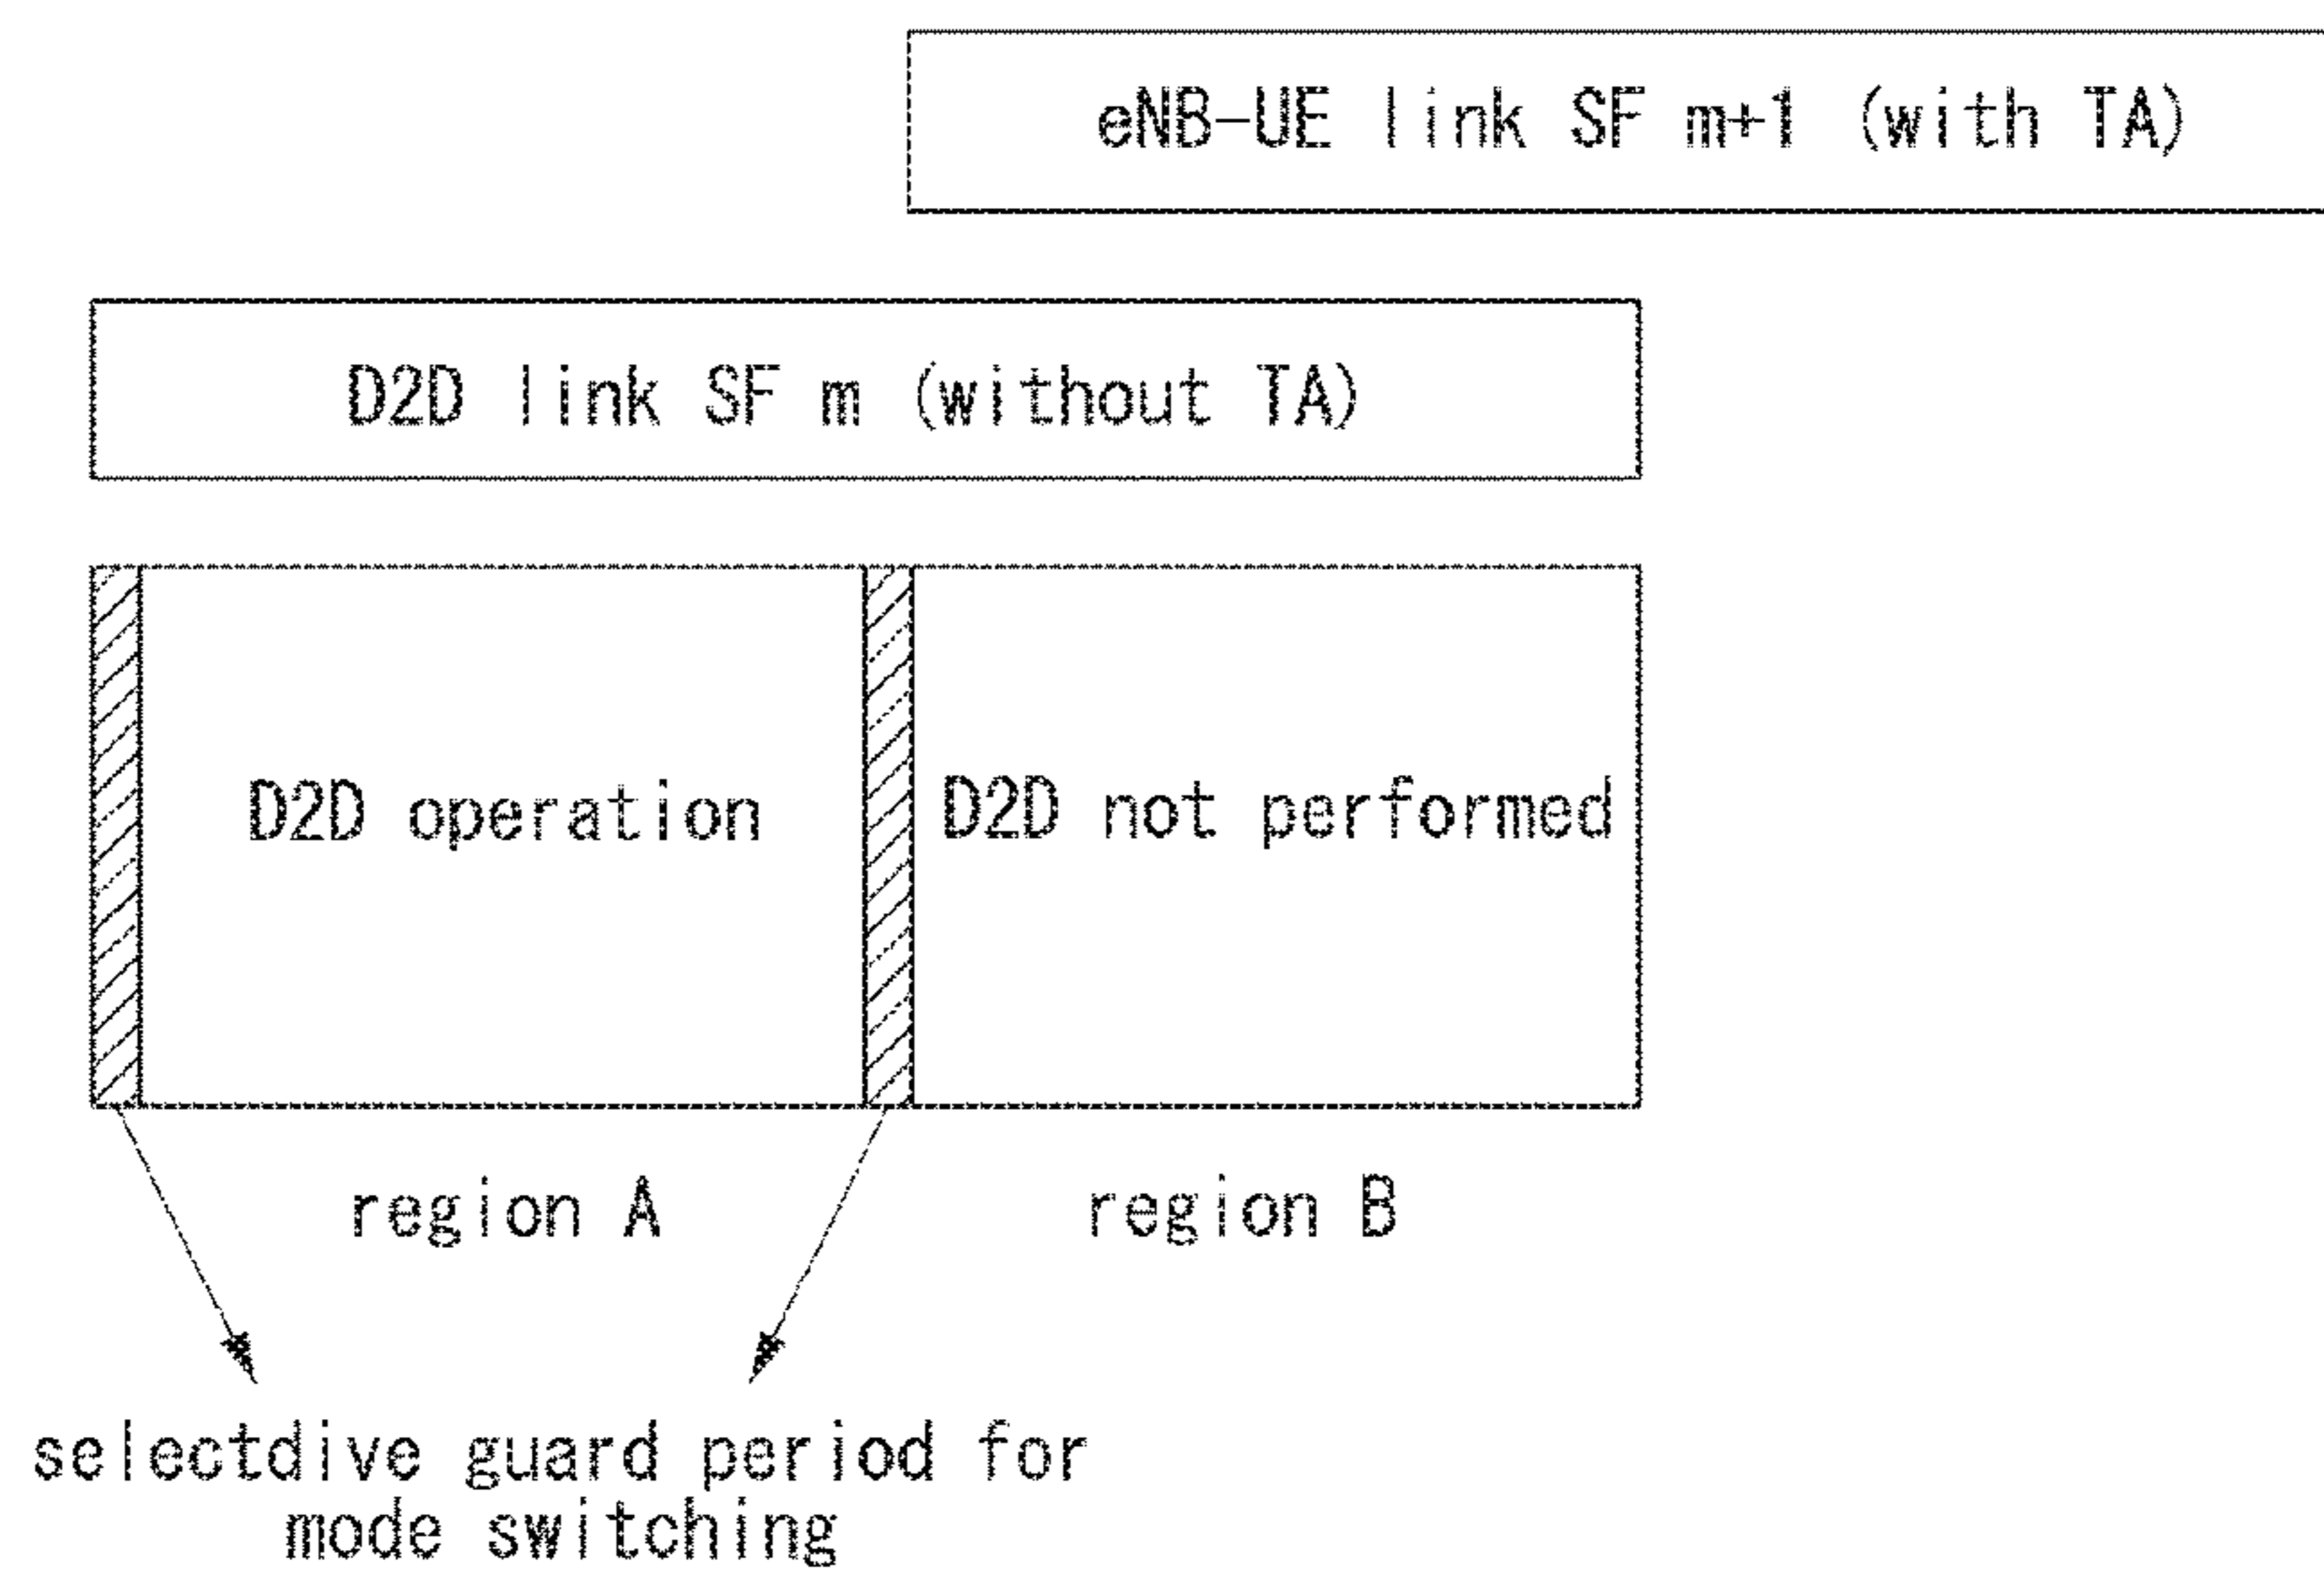 eNB-UE link SF m+1 (with TA)
D2D link SF m (without TA)
D2D operation
D2D not performed
region A
region B
selectdive guard period for
mode switching